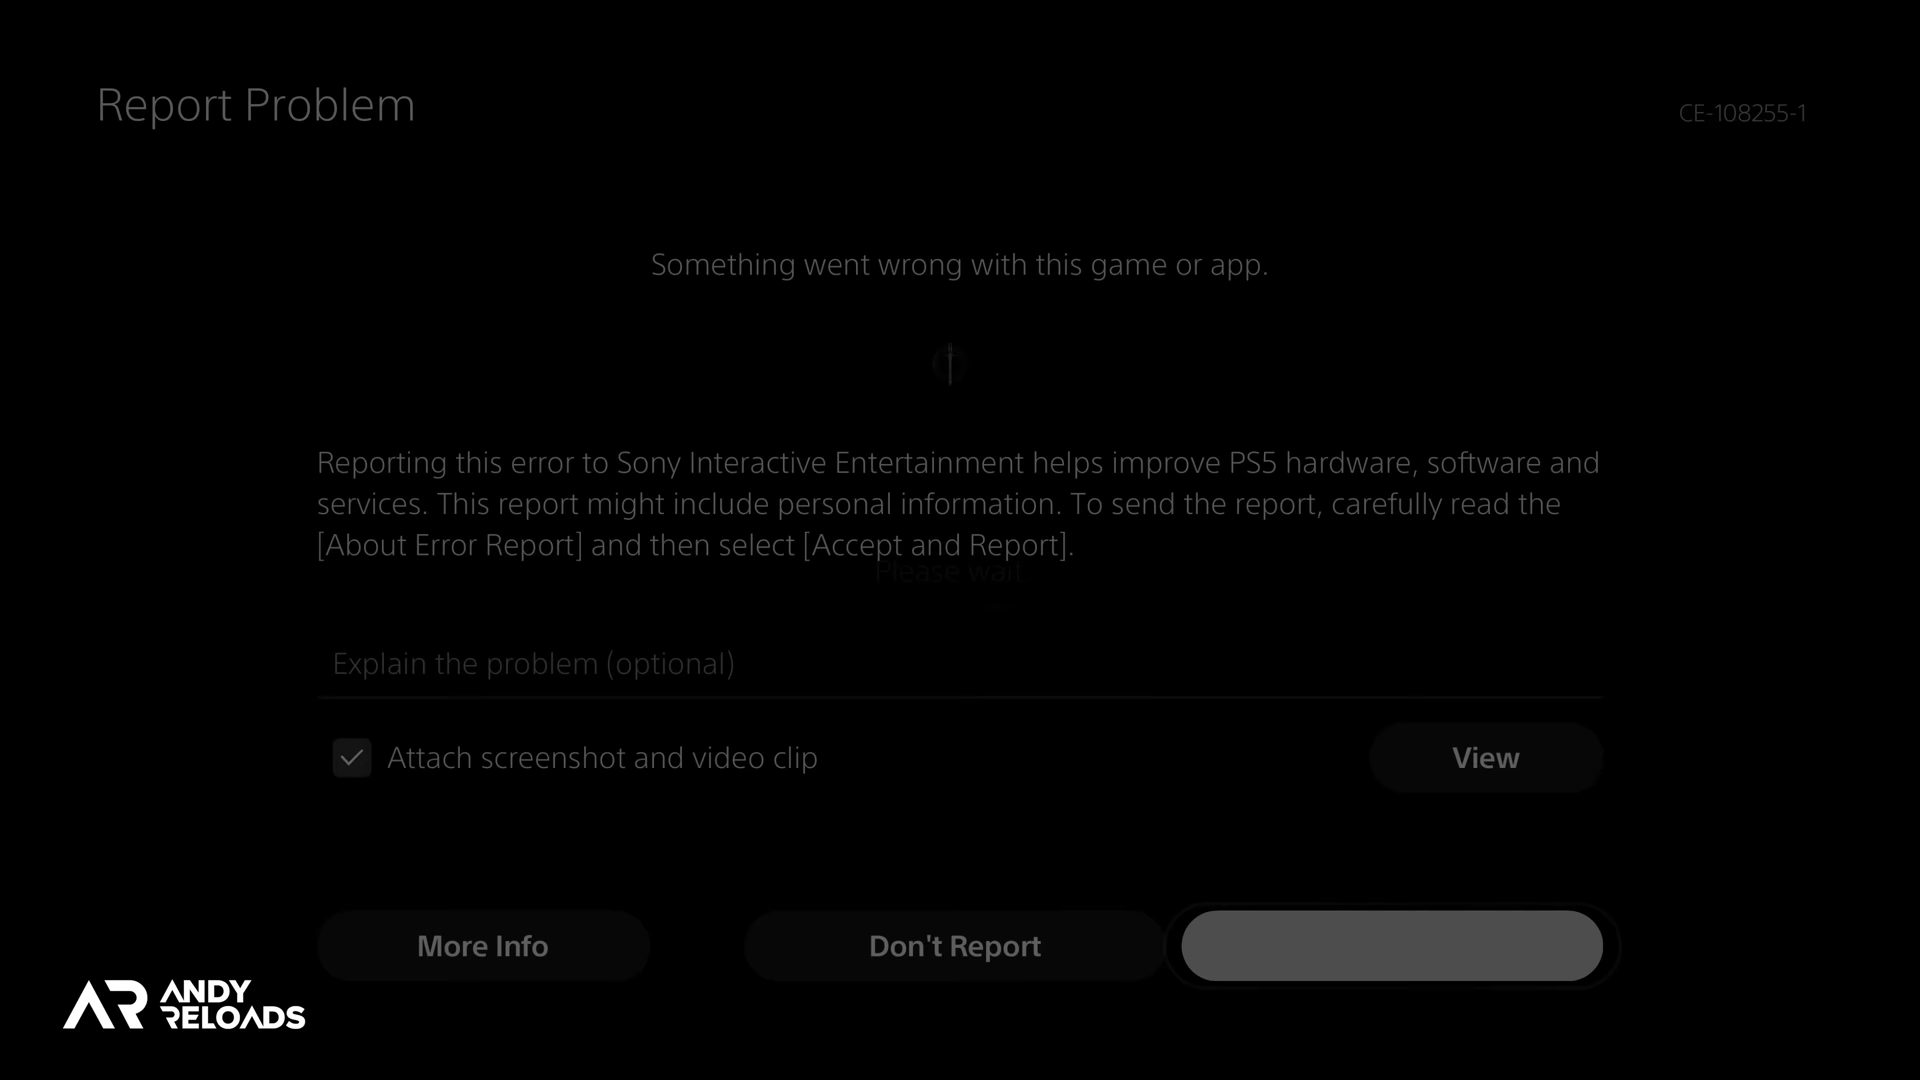 Report Problem
CE-108255-1
Something went wrong with this game or app.
Reporting this error to Sony Interactive Entertainment helps improve PS5 hardware, software and
services. This report might include personal information. To send the report, carefully read the
[About Error Report] and then select [Accept and Report].
Please wait.
Explain the problem (optional)
Attach screenshot and video clip
View
More Info
Don't Report
AR ANDY
RELOADS